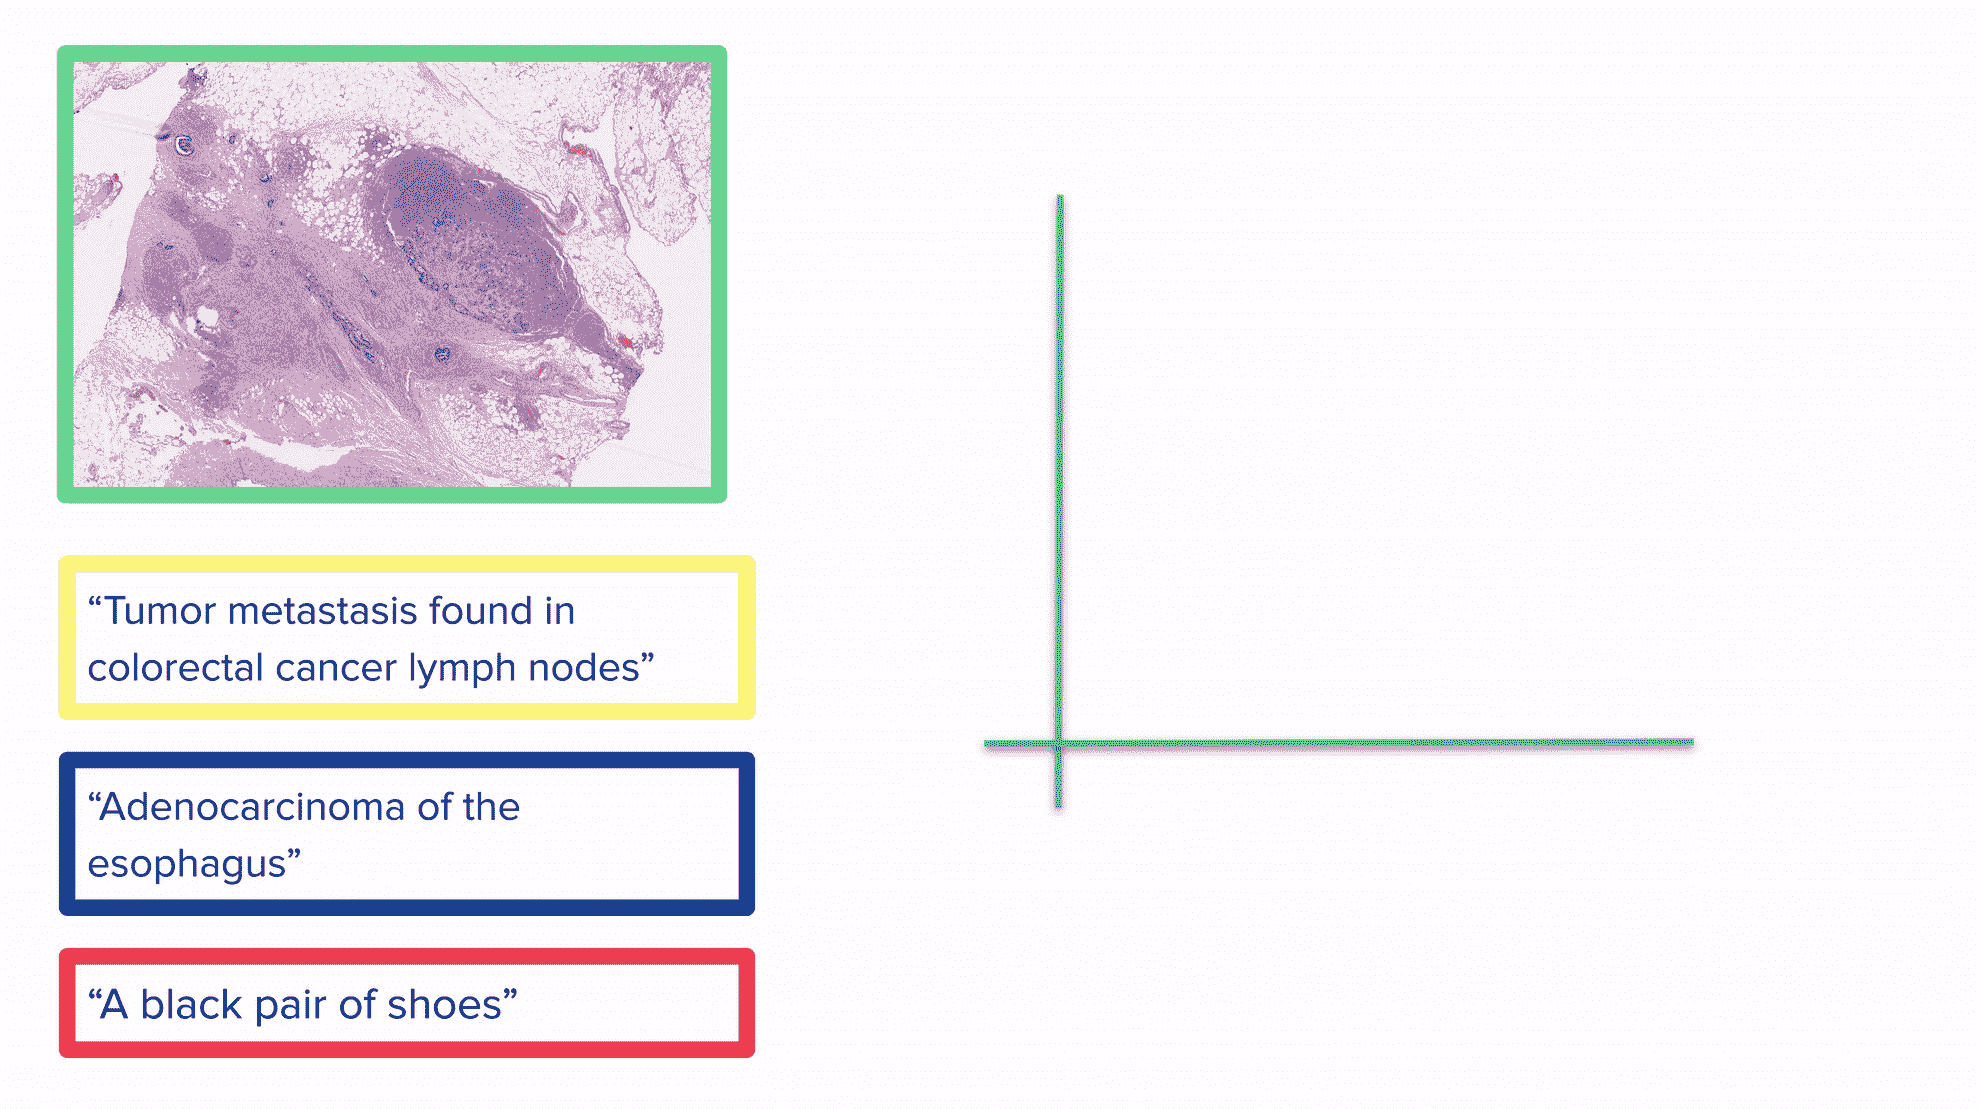 “Tumor metastasis found in
colorectal cancer lymph nodes”
“Adenocarcinoma of the
esophagus”
“A black pair of shoes”